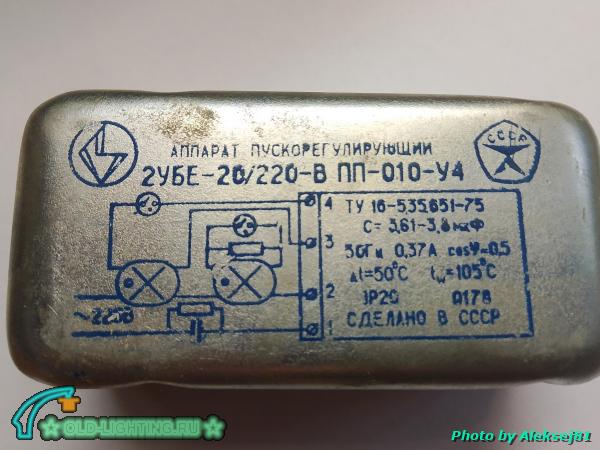 АППАРАТ ПУСКОРЕГУЛИРУЮЩИЙ
СССР
2УБЕ-20/220-В ПП-010-У4
4
3
2
1
~220В
ТУ 16-535.651-75
C= 3,61-3,8 мкФ
50Гц 0,37А cosφ=0,5
Δt=50°C tw=105°C
JP20 0178
СДЕЛАНО В СССР
OLD-LIGHTING.RU
Photo by Aleksej81